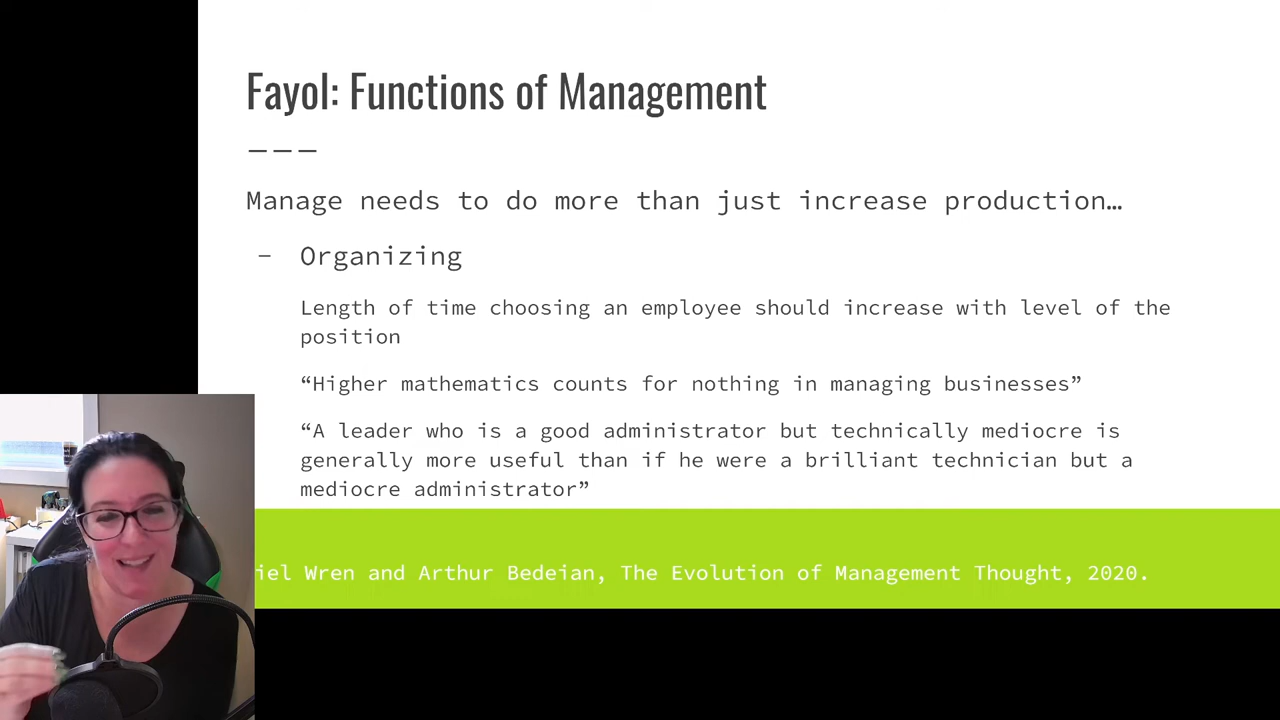 Fayol: Functions of Management
———
Manage needs to do more than just increase production…
– Organizing
Length of time choosing an employee should increase with level of the
position
“Higher mathematics counts for nothing in managing businesses”
“A leader who is a good administrator but technically mediocre is
generally more useful than if he were a brilliant technician but a
mediocre administrator”
Wren and Arthur Bedeian, The Evolution of Management Thought, 2020.